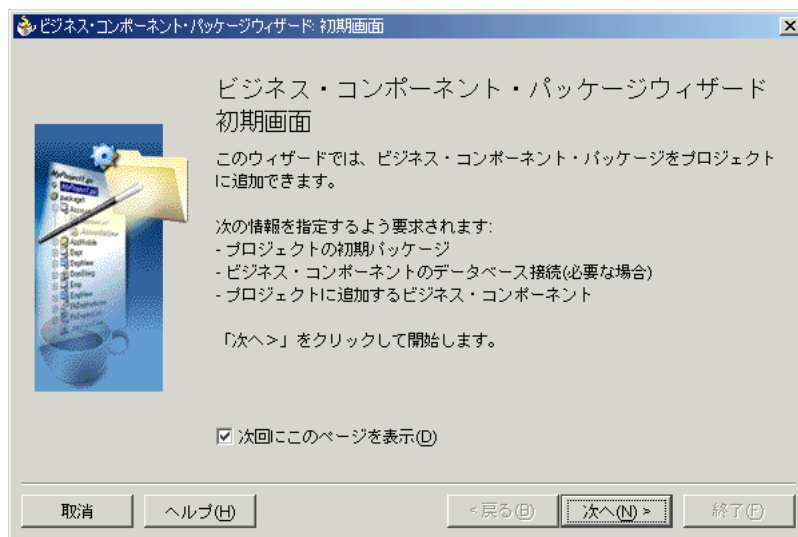 ビジネス・コンポーネント・パッケージウィザード: 初期画面
ビジネス・コンポーネント・パッケージウィザード
初期画面
このウィザードでは、ビジネス・コンポーネント・パッケージをプロジェクト
に追加できます。
次の情報を指定するよう要求されます:
- プロジェクトの初期パッケージ
- ビジネス・コンポーネントのデータベース接続(必要な場合)
- プロジェクトに追加するビジネス・コンポーネント
「次へ>」をクリックして開始します。
次回にこのページを表示(D)
取消
ヘルプ(H)
<戻る(B)
次へ(N) >
終了(F)
MyProject1.jpr
MyProject1.jpx
package1
AppModule
Dept
DeptView
Emp
EmpView